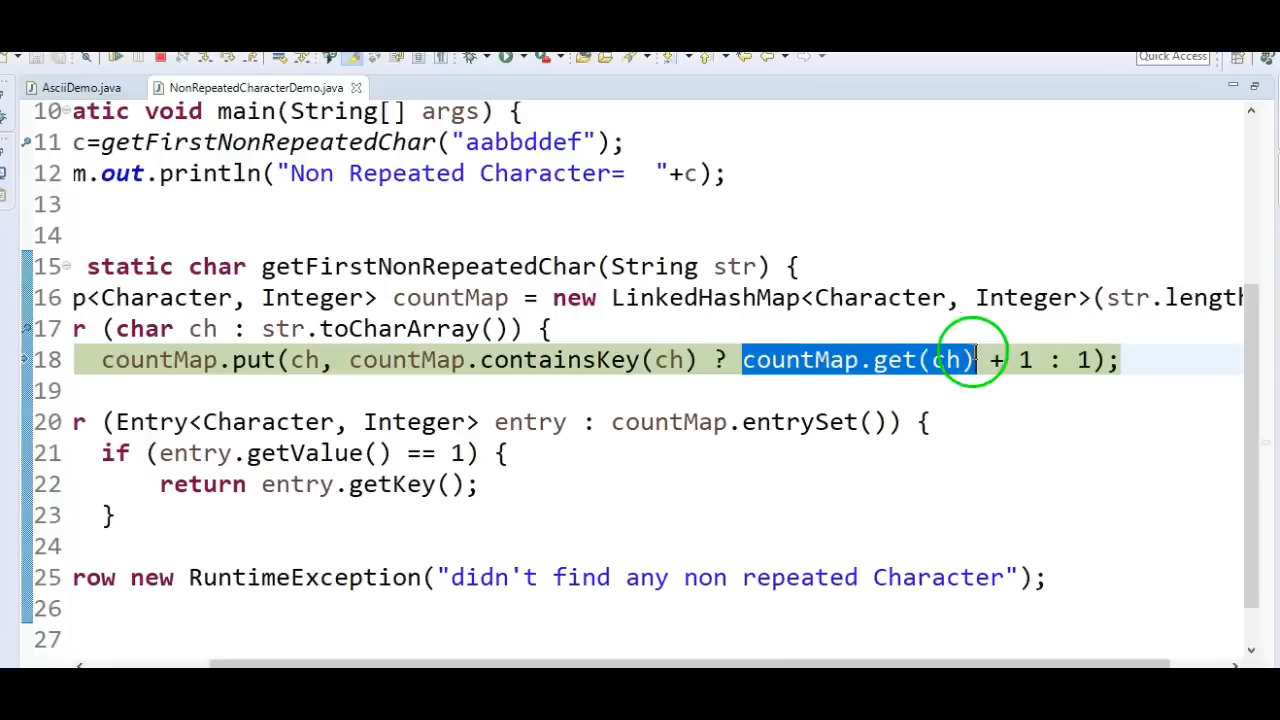 Quick Access
AsciiDemo.java NonRepeatedCharacterDemo.java
10 atic void main(String[] args) {
11 c=getFirstNonRepeatedChar("aabbddef");
12 m.out.println("Non Repeated Character=  "+c);
13
14
15 static char getFirstNonRepeatedChar(String str) {
16 p<Character, Integer> countMap = new LinkedHashMap<Character, Integer>(str.length
17 r (char ch : str.toCharArray()) {
18 countMap.put(ch, countMap.containsKey(ch) ? countMap.get(ch) + 1 : 1);
19
20 r (Entry<Character, Integer> entry : countMap.entrySet()) {
21 if (entry.getValue() == 1) {
22 return entry.getKey();
23 }
24
25 row new RuntimeException("didn't find any non repeated Character");
26
27